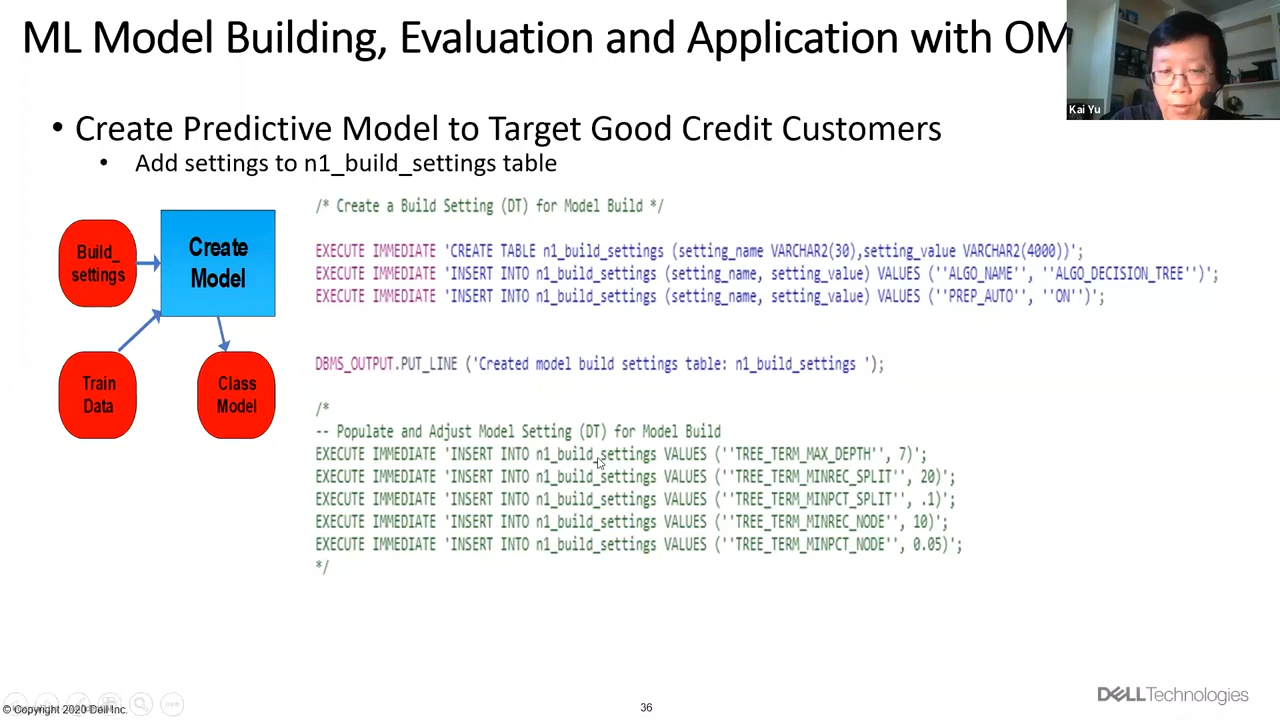 ML Model Building, Evaluation and Application with OM
Kai Yu
• Create Predictive Model to Target Good Credit Customers
• Add settings to n1_build_settings table
Build_
settings
Create
Model
Train
Data
Class
Model
/* Create a Build Setting (DT) for Model Build */
EXECUTE IMMEDIATE 'CREATE TABLE n1_build_settings (setting_name VARCHAR2(30),setting_value VARCHAR2(4000))';
EXECUTE IMMEDIATE 'INSERT INTO n1_build_settings (setting_name, setting_value) VALUES (''ALGO_NAME'', ''ALGO_DECISION_TREE'')';
EXECUTE IMMEDIATE 'INSERT INTO n1_build_settings (setting_name, setting_value) VALUES (''PREP_AUTO'', ''ON'')';
DBMS_OUTPUT.PUT_LINE ('Created model build settings table: n1_build_settings ');
/*
-- Populate and Adjust Model Setting (DT) for Model Build
EXECUTE IMMEDIATE 'INSERT INTO n1_build_settings VALUES (''TREE_TERM_MAX_DEPTH'', 7)';
EXECUTE IMMEDIATE 'INSERT INTO n1_build_settings VALUES (''TREE_TERM_MINREC_SPLIT'', 20)';
EXECUTE IMMEDIATE 'INSERT INTO n1_build_settings VALUES (''TREE_TERM_MINPCT_SPLIT'', .1)';
EXECUTE IMMEDIATE 'INSERT INTO n1_build_settings VALUES (''TREE_TERM_MINREC_NODE'', 10)';
EXECUTE IMMEDIATE 'INSERT INTO n1_build_settings VALUES (''TREE_TERM_MINPCT_NODE'', 0.05)';
*/
© Copyright 2020 Dell Inc.
36
DELLTechnologies